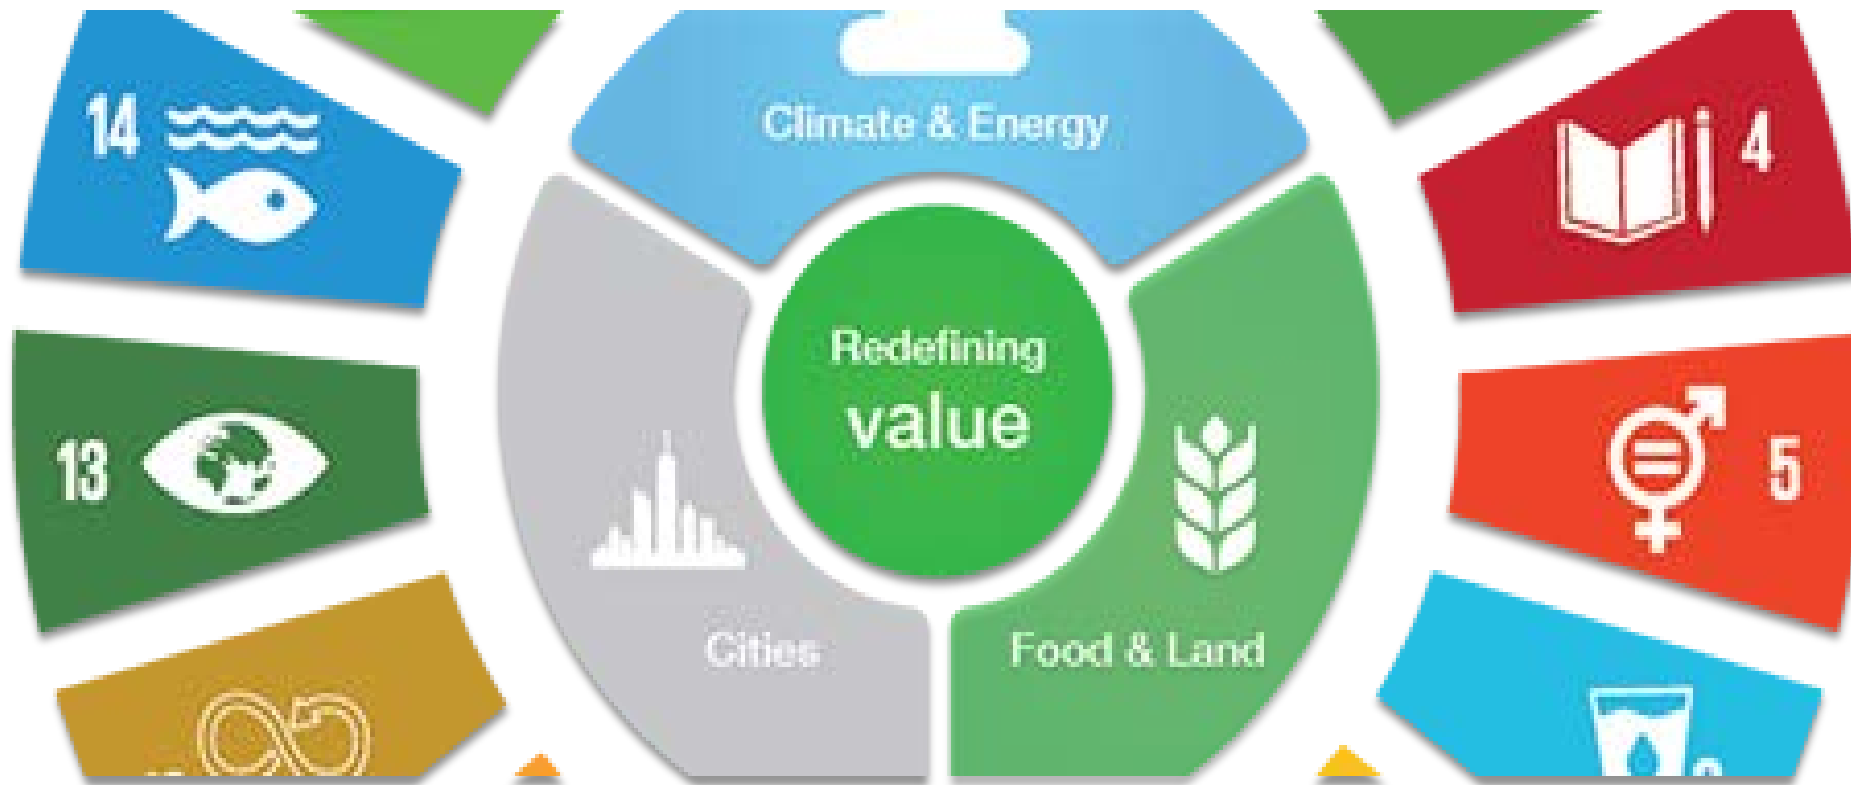 14
Climate & Energy
4
Redefining
value
13
5
Cities
Food & Land